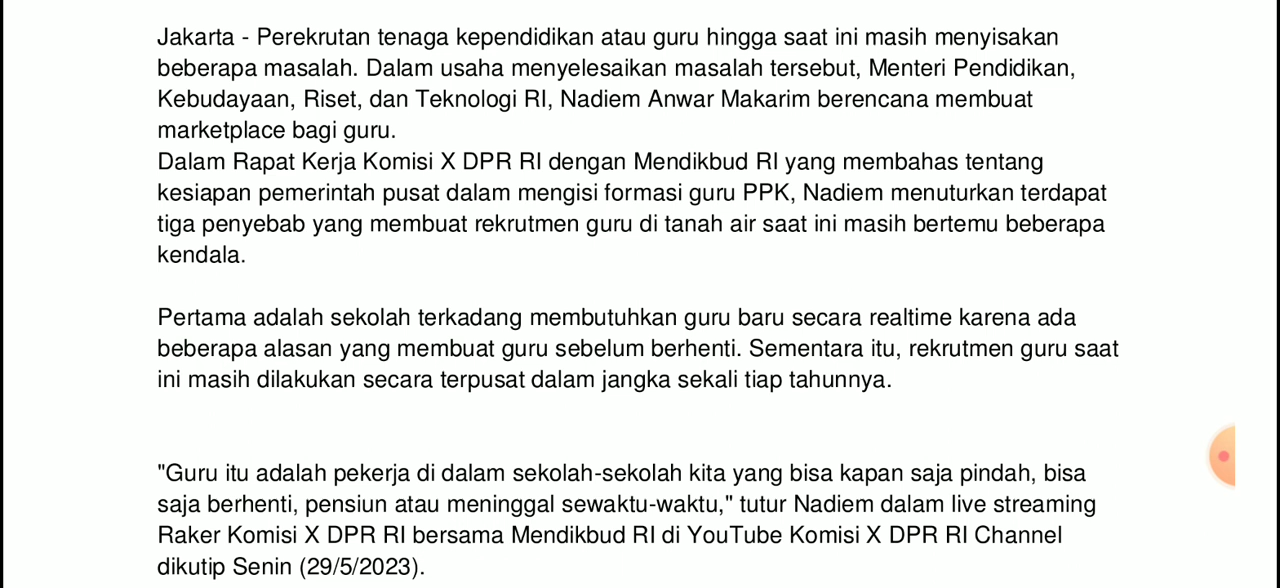 Jakarta - Perekrutan tenaga kependidikan atau guru hingga saat ini masih menyisakan
beberapa masalah. Dalam usaha menyelesaikan masalah tersebut, Menteri Pendidikan,
Kebudayaan, Riset, dan Teknologi RI, Nadiem Anwar Makarim berencana membuat
marketplace bagi guru.
Dalam Rapat Kerja Komisi X DPR RI dengan Mendikbud RI yang membahas tentang
kesiapan pemerintah pusat dalam mengisi formasi guru PPK, Nadiem menuturkan terdapat
tiga penyebab yang membuat rekrutmen guru di tanah air saat ini masih bertemu beberapa
kendala.
Pertama adalah sekolah terkadang membutuhkan guru baru secara realtime karena ada
beberapa alasan yang membuat guru sebelum berhenti. Sementara itu, rekrutmen guru saat
ini masih dilakukan secara terpusat dalam jangka sekali tiap tahunnya.
"Guru itu adalah pekerja di dalam sekolah-sekolah kita yang bisa kapan saja pindah, bisa
saja berhenti, pensiun atau meninggal sewaktu-waktu," tutur Nadiem dalam live streaming
Raker Komisi X DPR RI bersama Mendikbud RI di YouTube Komisi X DPR RI Channel
dikutip Senin (29/5/2023).